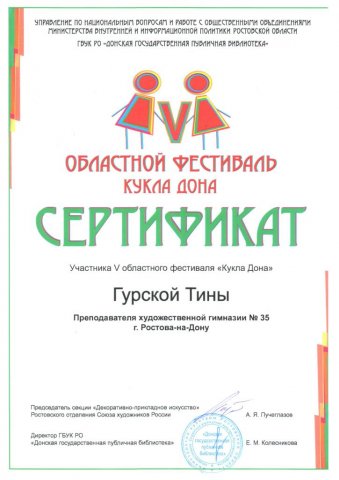 УПРАВЛЕНИЕ ПО НАЦИОНАЛЬНЫМ ВОПРОСАМ И РАБОТЕ С ОБЩЕСТВЕННЫМИ ОБЪЕДИНЕНИЯМИ
МИНИСТЕРСТВА ВНУТРЕННЕЙ И ИНФОРМАЦИОННОЙ ПОЛИТИКИ РОСТОВСКОЙ ОБЛАСТИ
ГБУК РО «ДОНСКАЯ ГОСУДАРСТВЕННАЯ ПУБЛИЧНАЯ БИБЛИОТЕКА»
V
ОБЛАСТНОЙ ФЕСТИВАЛЬ
КУКЛА ДОНА
СЕРТИФИКАТ
Участника V областного фестиваля «Кукла Дона»
Гурской Тины
Преподавателя художественной гимназии № 35
г. Ростова-на-Дону
Председатель секции «Декоративно-прикладное искусство»
Ростовского отделения Союза художников России
А. Я. Пучеглазов
Директор ГБУК РО
«Донская государственная публичная библиотека»
Е. М. Колесникова
«Донская
государственная
публичная
библиотека»